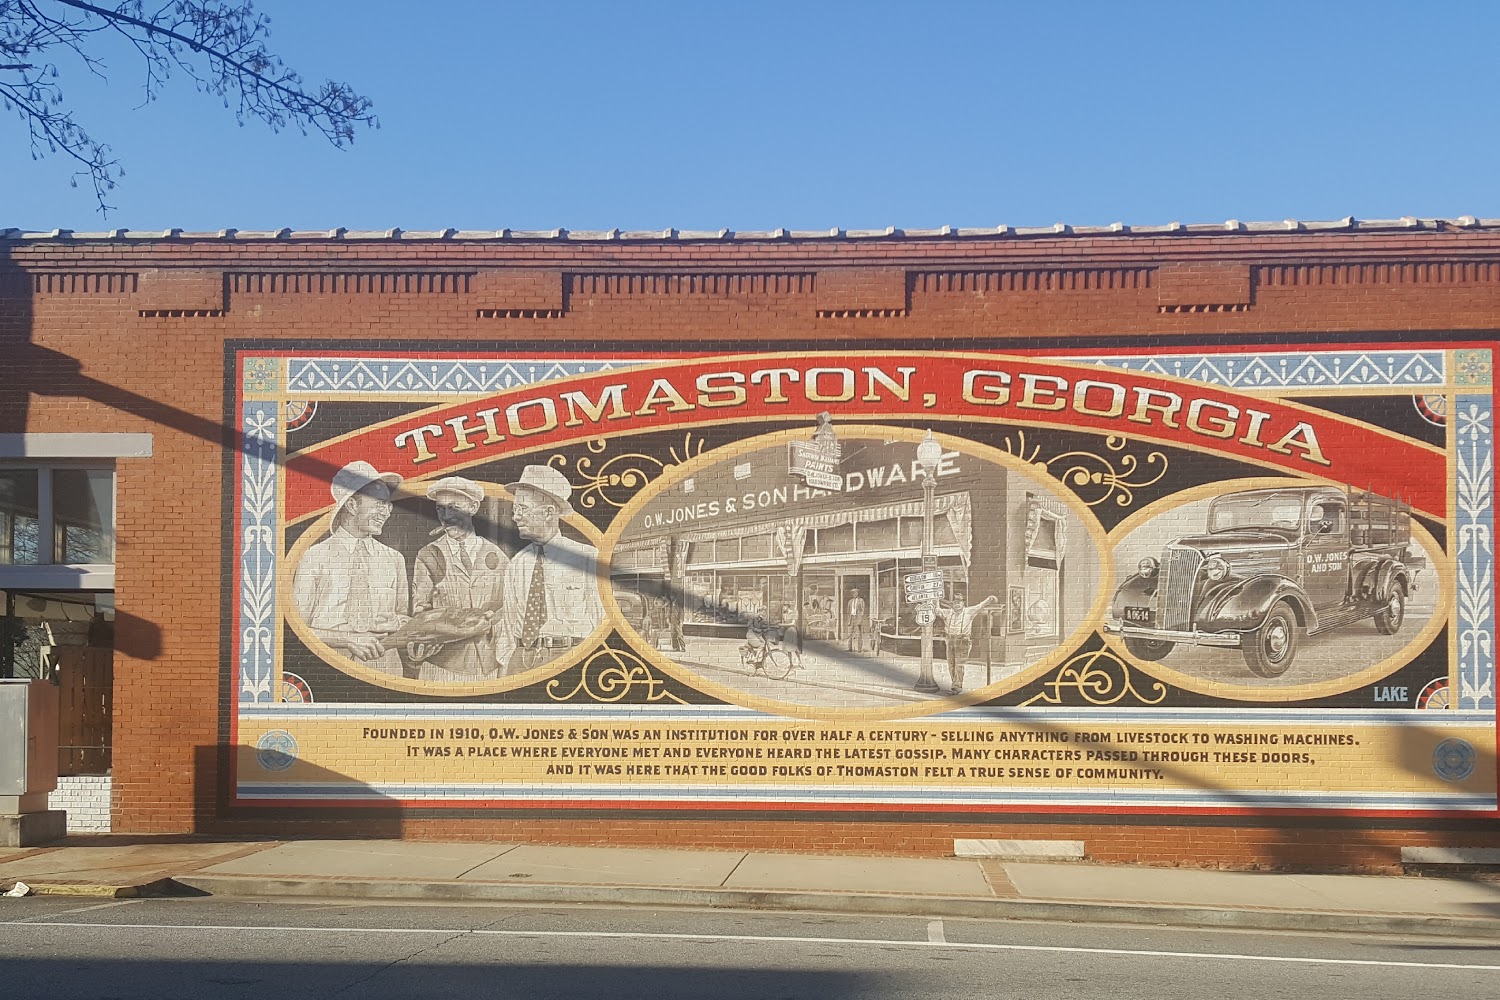 THOMASTON, GEORGIA
PAINTS
O.W. JONES & SON HARDWARE
O.W. JONES
AND SON
19
LAKE
FOUNDED IN 1910, O.W. JONES & SON WAS AN INSTITUTION FOR OVER HALF A CENTURY - SELLING ANYTHING FROM LIVESTOCK TO WASHING MACHINES.
IT WAS A PLACE WHERE EVERYONE MET AND EVERYONE HEARD THE LATEST GOSSIP. MANY CHARACTERS PASSED THROUGH THESE DOORS,
AND IT WAS HERE THAT THE GOOD FOLKS OF THOMASTON FELT A TRUE SENSE OF COMMUNITY.